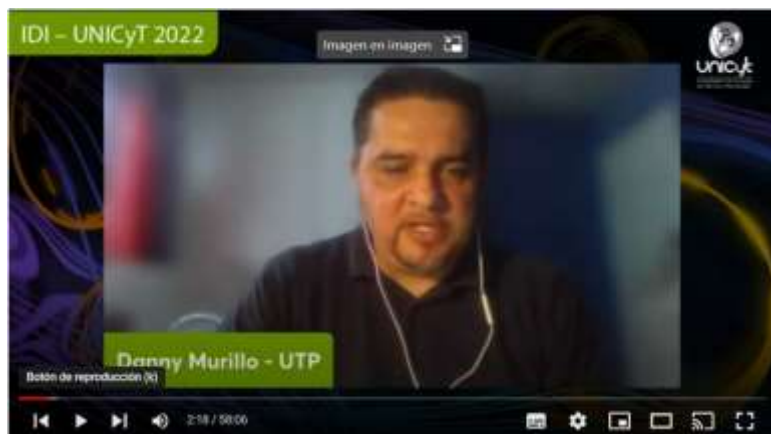 IDI – UNICyT 2022
Imagen en imagen
unicyt
Danny Murillo - UTP
Botón de reproducción (k)
2:18 / 58:06